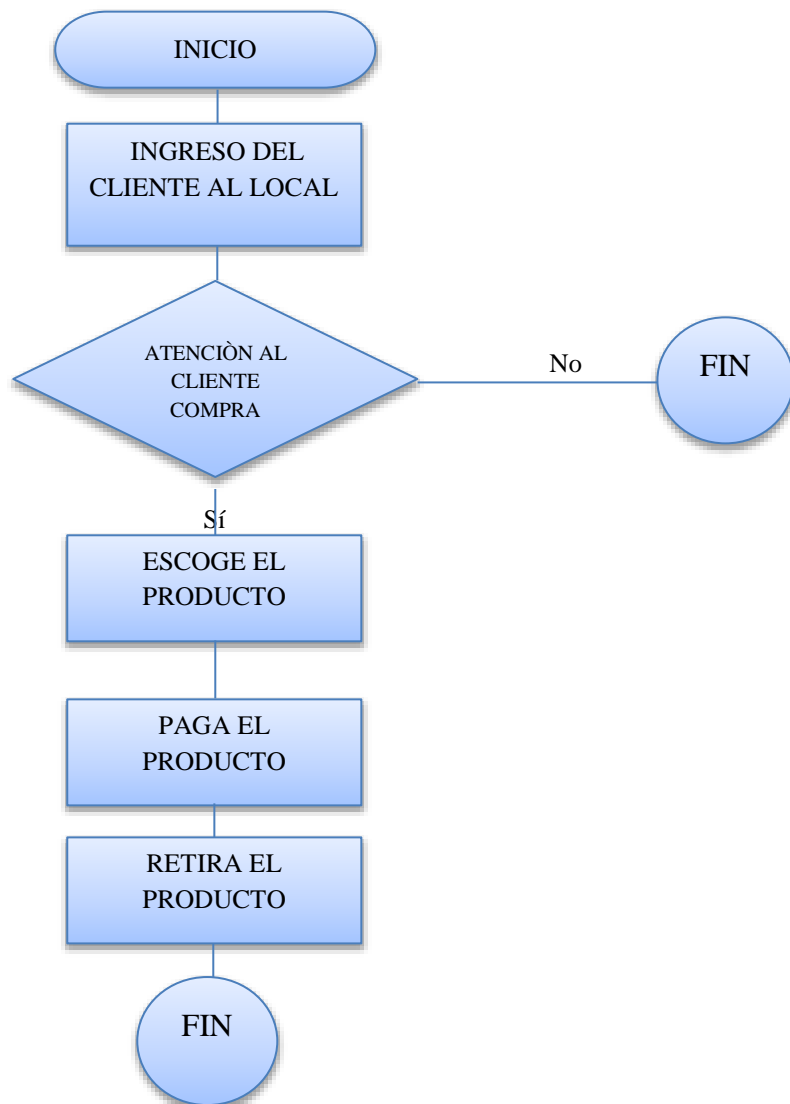 INICIO
INGRESO DEL
CLIENTE AL LOCAL
ATENCIÒN AL
CLIENTE
COMPRA
No
FIN
Sí
ESCOGE EL
PRODUCTO
PAGA EL
PRODUCTO
RETIRA EL
PRODUCTO
FIN